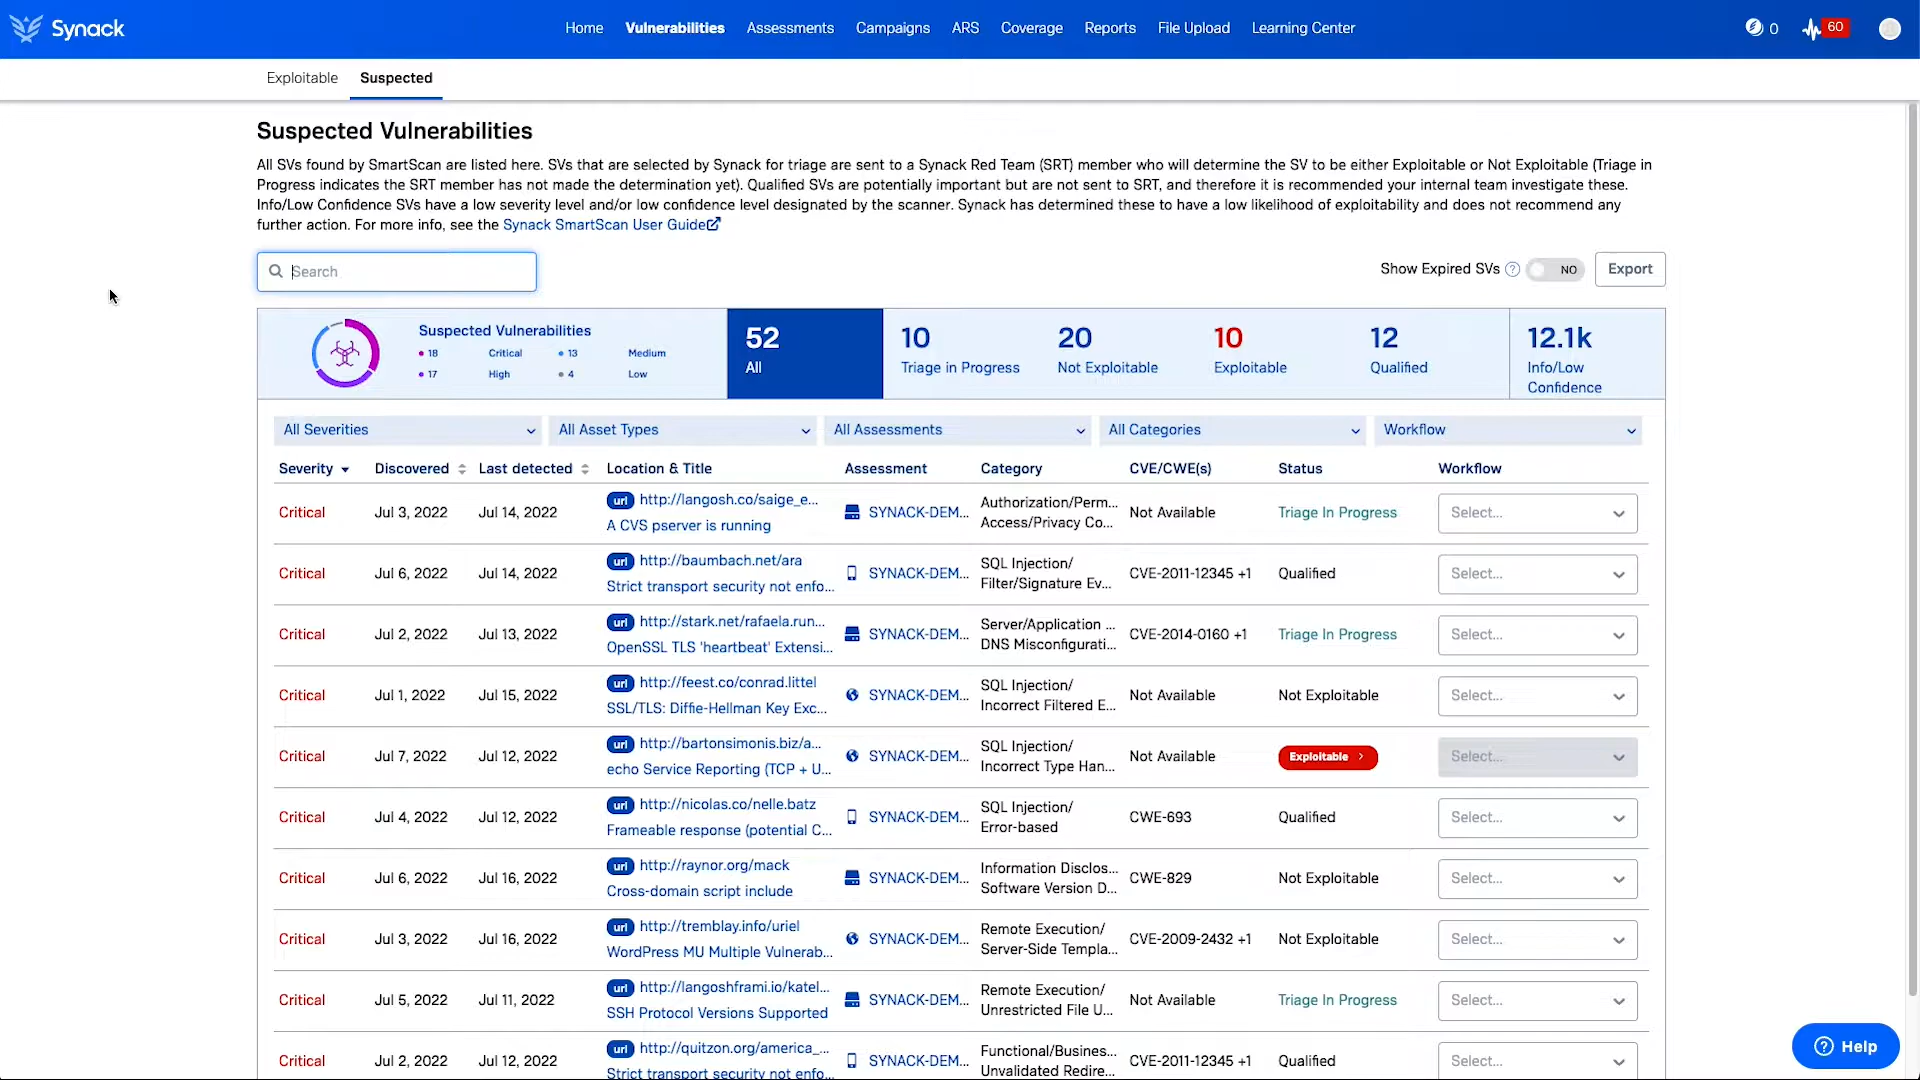 Synack
Home Vulnerabilities Assessments Campaigns ARS Coverage Reports File Upload Learning Center
0 60
Exploitable Suspected
Suspected Vulnerabilities
All SVs found by SmartScan are listed here. SVs that are selected by Synack for triage are sent to a Synack Red Team (SRT) member who will determine the SV to be either Exploitable or Not Exploitable (Triage in
Progress indicates the SRT member has not made the determination yet). Qualified SVs are potentially important but are not sent to SRT, and therefore it is recommended your internal team investigate these.
Info/Low Confidence SVs have a low severity level and/or low confidence level designated by the scanner. Synack has determined these to have a low likelihood of exploitability and does not recommend any
further action. For more info, see the Synack SmartScan User Guide
Search
Show Expired SVs ? NO Export
Suspected Vulnerabilities
18 Critical 13 Medium
17 High 4 Low
52 All
10 Triage in Progress
20 Not Exploitable
10 Exploitable
12 Qualified
12.1k Info/Low
Confidence
All Severities All Asset Types All Assessments All Categories Workflow
Severity Discovered Last detected Location & Title Assessment Category CVE/CWE(s) Status Workflow
url http://langosh.co/saige_e... Authorization/Perm...
Critical Jul 3, 2022 Jul 14, 2022 SYNACK-DEM... Not Available Triage In Progress Select...
A CVS pserver is running Access/Privacy Co...
url http://baumbach.net/ara SQL Injection/
Critical Jul 6, 2022 Jul 14, 2022 SYNACK-DEM... CVE-2011-12345 +1 Qualified Select...
Strict transport security not enfo... Filter/Signature Ev...
url http://stark.net/rafaela.run... Server/Application ...
Critical Jul 2, 2022 Jul 13, 2022 SYNACK-DEM... CVE-2014-0160 +1 Triage In Progress Select...
OpenSSL TLS 'heartbeat' Extensi... DNS Misconfigurati...
url http://feest.co/conrad.littel SQL Injection/
Critical Jul 1, 2022 Jul 15, 2022 SYNACK-DEM... Not Available Not Exploitable Select...
SSL/TLS: Diffie-Hellman Key Exc... Incorrect Filtered E...
url http://bartonsimonis.biz/a... SQL Injection/
Critical Jul 7, 2022 Jul 12, 2022 SYNACK-DEM... Not Available Exploitable Select...
echo Service Reporting (TCP + U... Incorrect Type Han...
url http://nicolas.co/nelle.batz SQL Injection/
Critical Jul 4, 2022 Jul 12, 2022 SYNACK-DEM... CWE-693 Qualified Select...
Frameable response (potential C... Error-based
url http://raynor.org/mack Information Disclos...
Critical Jul 6, 2022 Jul 16, 2022 SYNACK-DEM... CWE-829 Not Exploitable Select...
Cross-domain script include Software Version D...
url http://tremblay.info/uriel Remote Execution/
Critical Jul 3, 2022 Jul 16, 2022 SYNACK-DEM... CVE-2009-2432 +1 Not Exploitable Select...
WordPress MU Multiple Vulnerab... Server-Side Templa...
url http://langoshframi.io/katel... Remote Execution/
Critical Jul 5, 2022 Jul 11, 2022 SYNACK-DEM... Not Available Triage In Progress Select...
SSH Protocol Versions Supported Unrestricted File U...
url http://quitzon.org/america_... Functional/Busines...
Critical Jul 2, 2022 Jul 12, 2022 SYNACK-DEM... CVE-2011-12345 +1 Qualified Select...
Strict transport security not enfo... Unvalidated Redire...
? Help